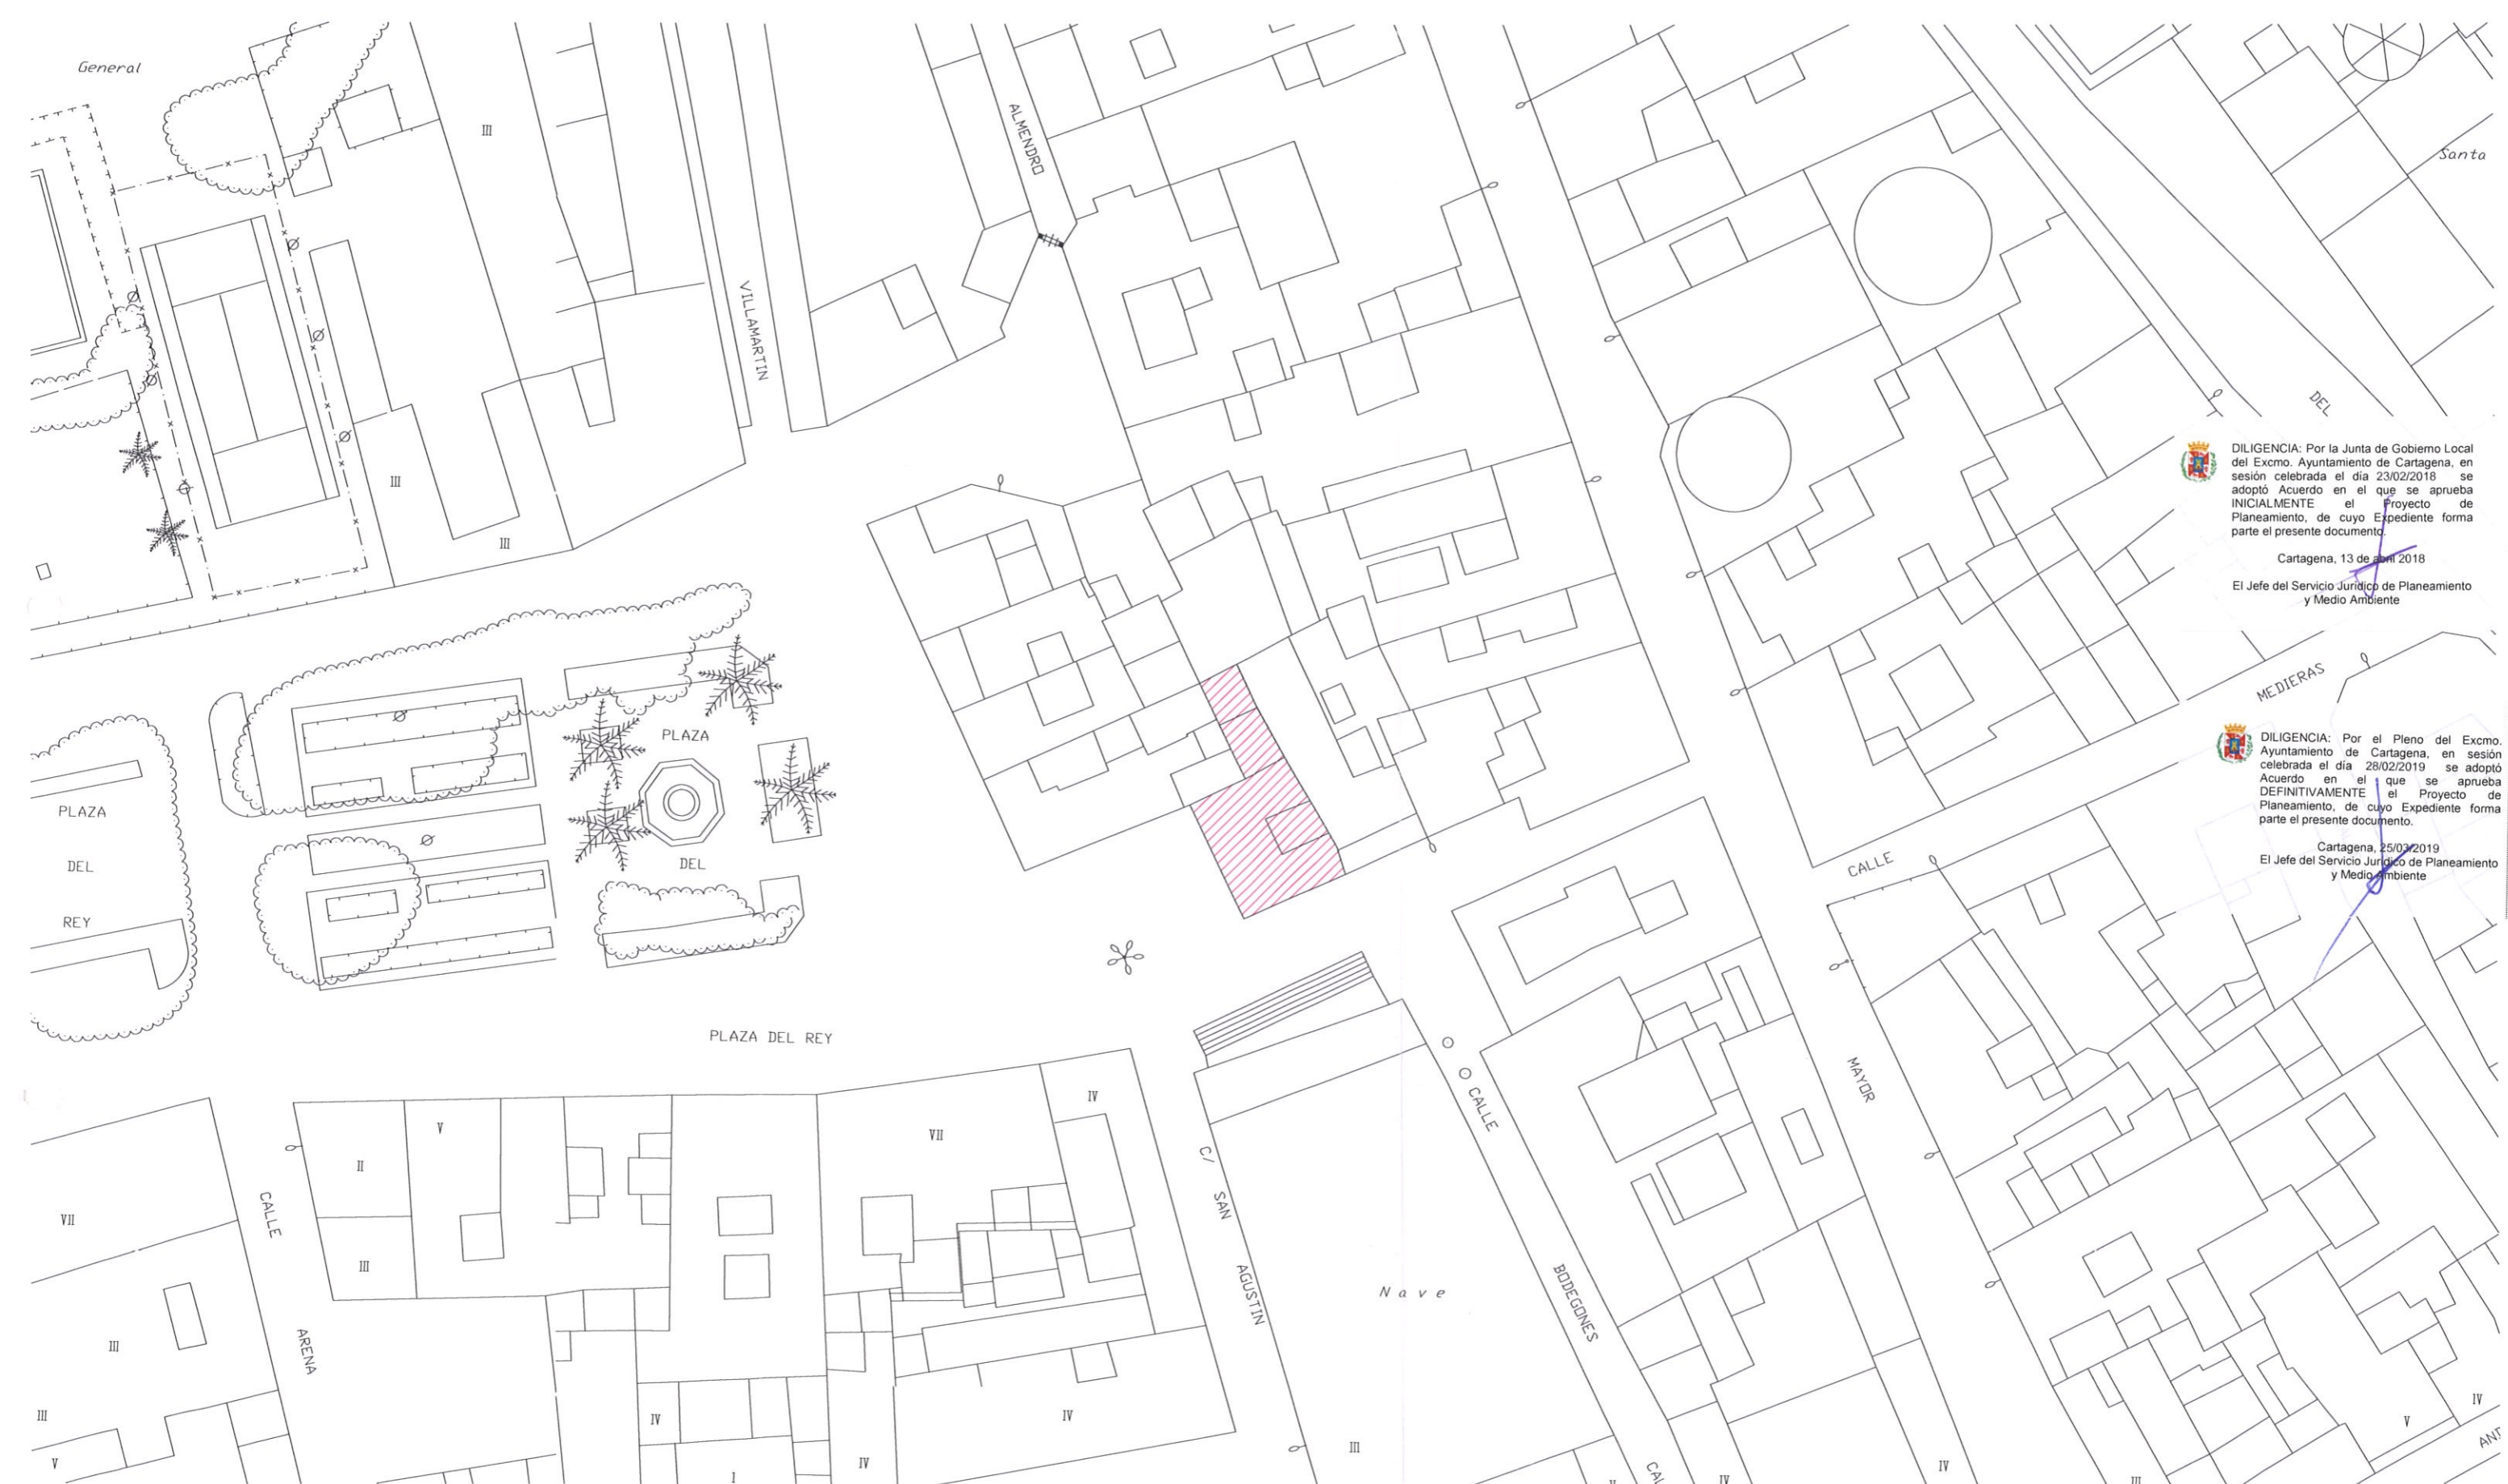 General
III
ALMENDRO
Santa
VILLAMARTIN
DEL
III
III
DILIGENCIA: Por la Junta de Gobierno Local
del Excmo. Ayuntamiento de Cartagena, en
sesión celebrada el día 23/02/2018 se
adoptó Acuerdo en el que se aprueba
INICIALMENTE el Proyecto de
Planeamiento, de cuyo Expediente forma
parte el presente documento.
Cartagena, 13 de abril 2018
El Jefe del Servicio Jurídico de Planeamiento
y Medio Ambiente
MEDIERAS
PLAZA
DEL
PLAZA
DEL
REY
DILIGENCIA: Por el Pleno del Excmo.
Ayuntamiento de Cartagena, en sesión
celebrada el día 28/02/2019 se adoptó
Acuerdo en el que se aprueba
DEFINITIVAMENTE el Proyecto de
Planeamiento, de cuyo Expediente forma
parte el presente documento.
Cartagena, 25/03/2019
El Jefe del Servicio Jurídico de Planeamiento
y Medio Ambiente
CALLE
PLAZA DEL REY
MAYOR
CALLE
IV
V
VII
II
C/ SAN AGUSTIN
VII
CALLE ARENA
III
Nave
BODEGONES
III
III
V
IV
IV
IV
I
III
IV
IV
III
V
IV